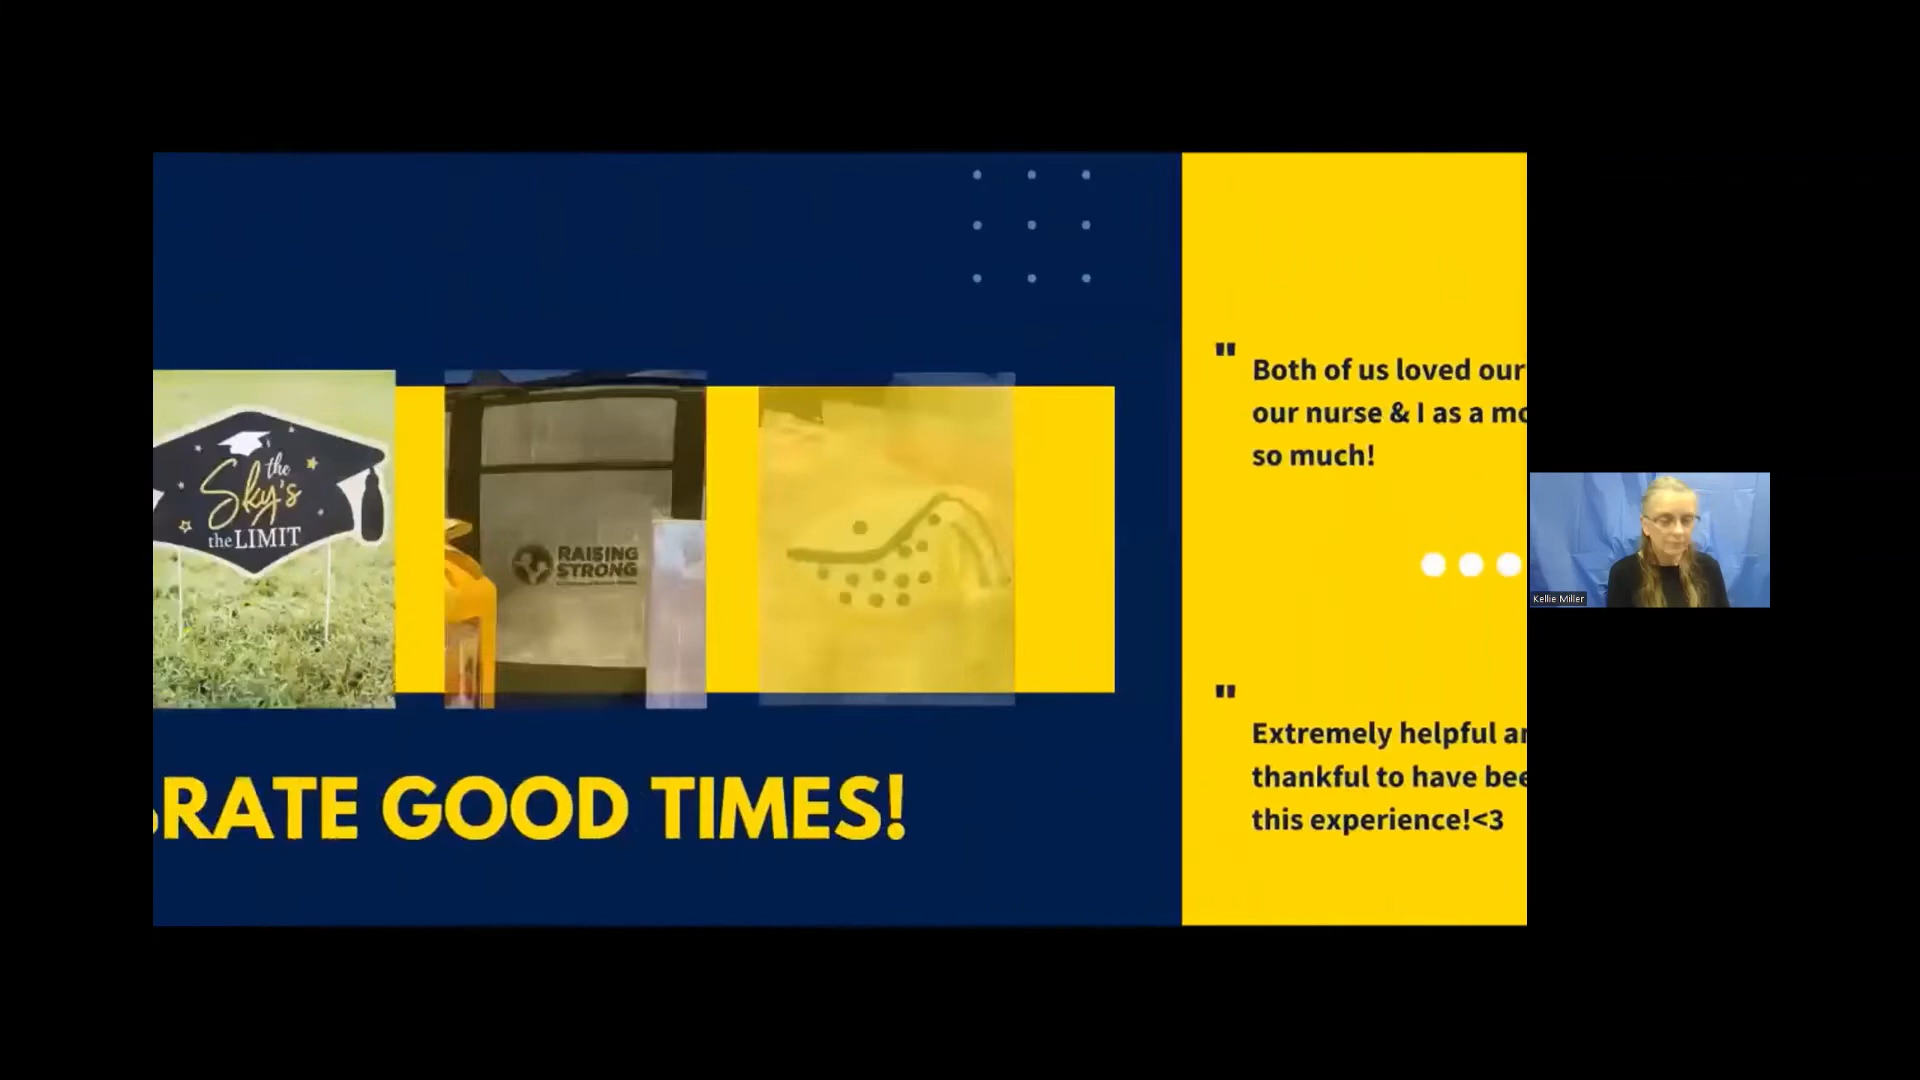 the
Sky's
the LIMIT
RAISING
STRONG
RATE GOOD TIMES!
" Both of us loved our
our nurse & I as a mo
so much!
" Extremely helpful an
thankful to have bee
this experience!<3
Kellie Miller